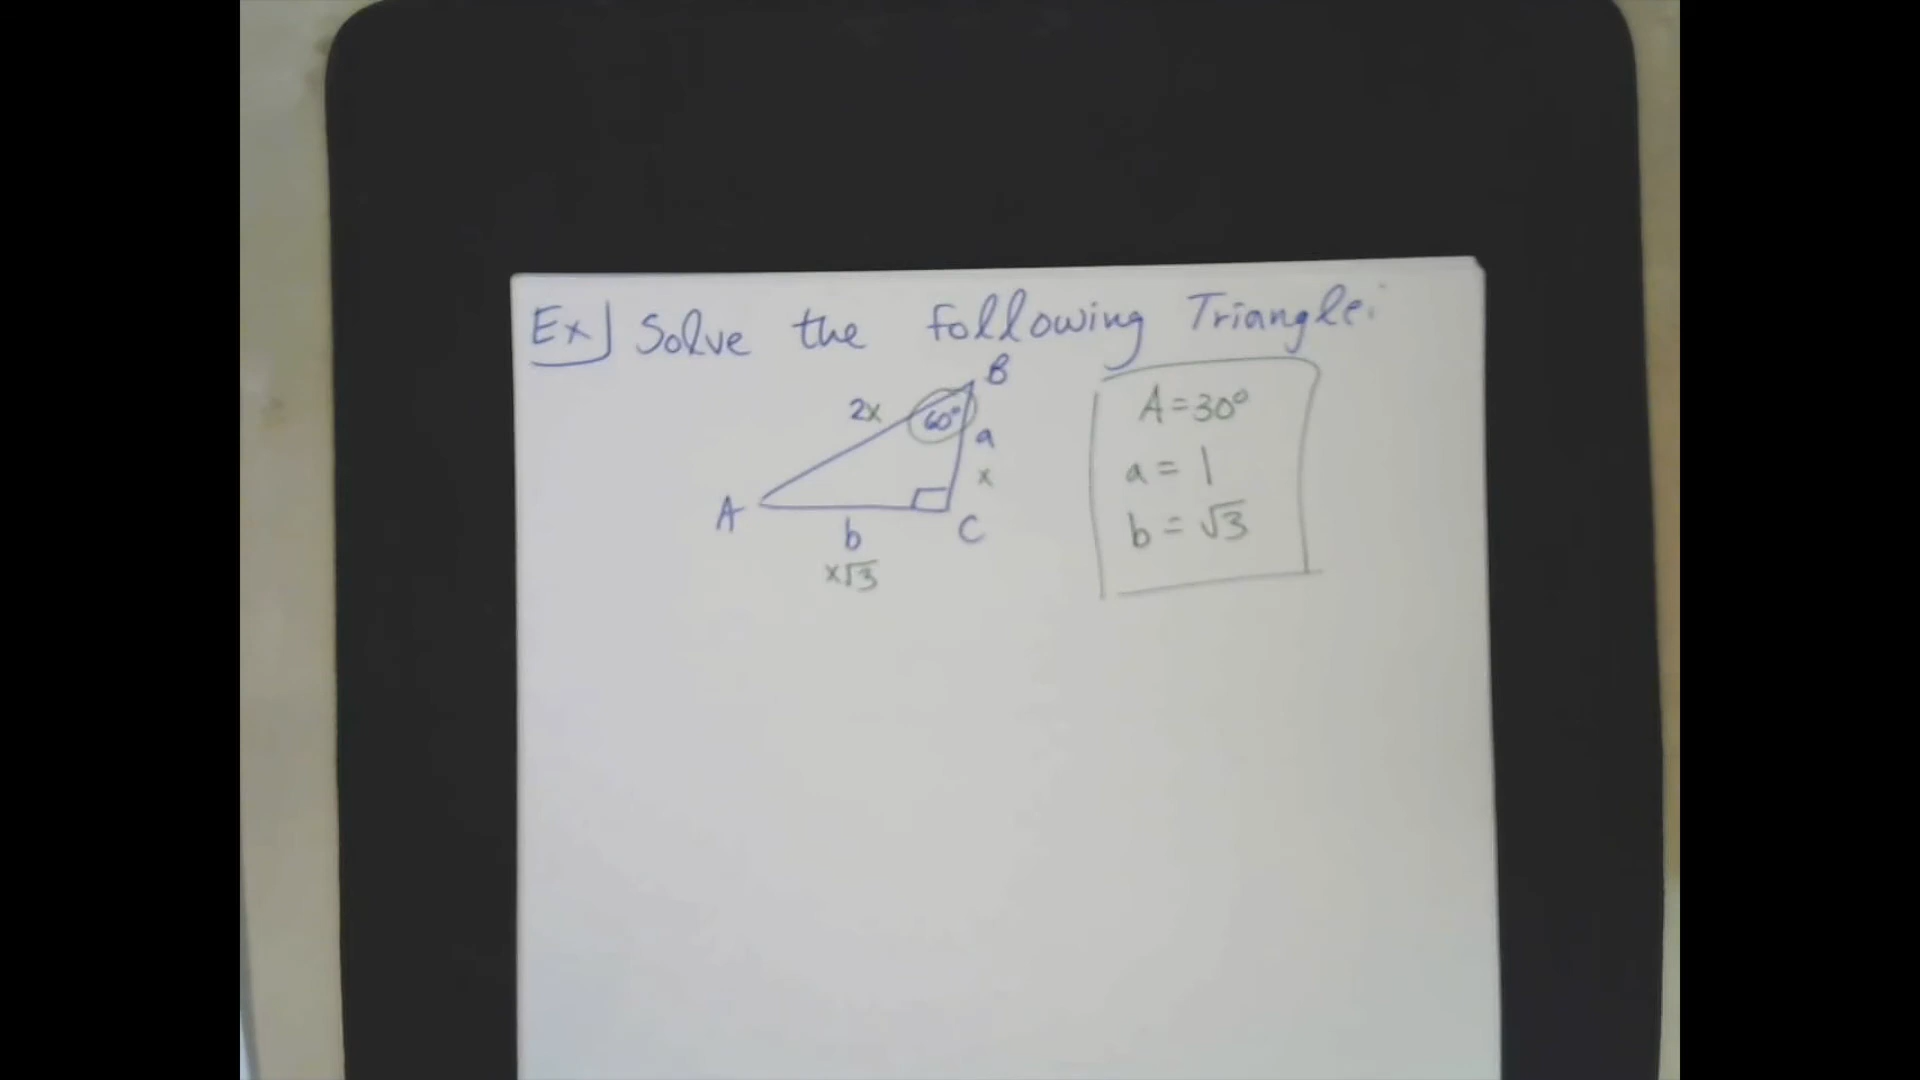 Ex] Solve the following Triangle:
B
2x
60°
a
x
A
C
b
x√3
A=30°
a = 1
b = √3